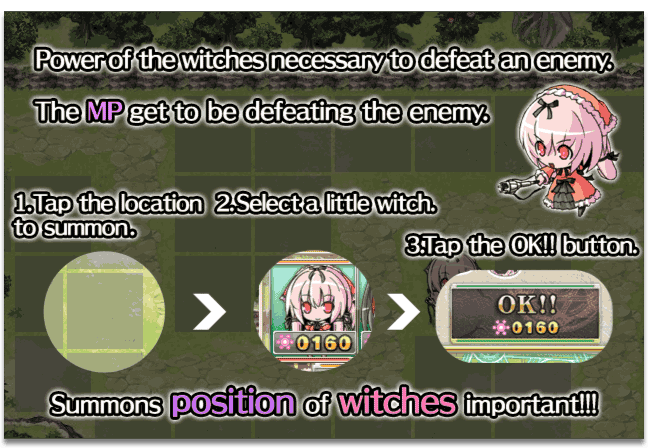 Power of the witches necessary to defeat an enemy.
The MP get to be defeating the enemy.
1.Tap the location
to summon.
2.Select a little witch.
3.Tap the OK!! button.
0160
OK!!
0160
Summons position of witches important!!!